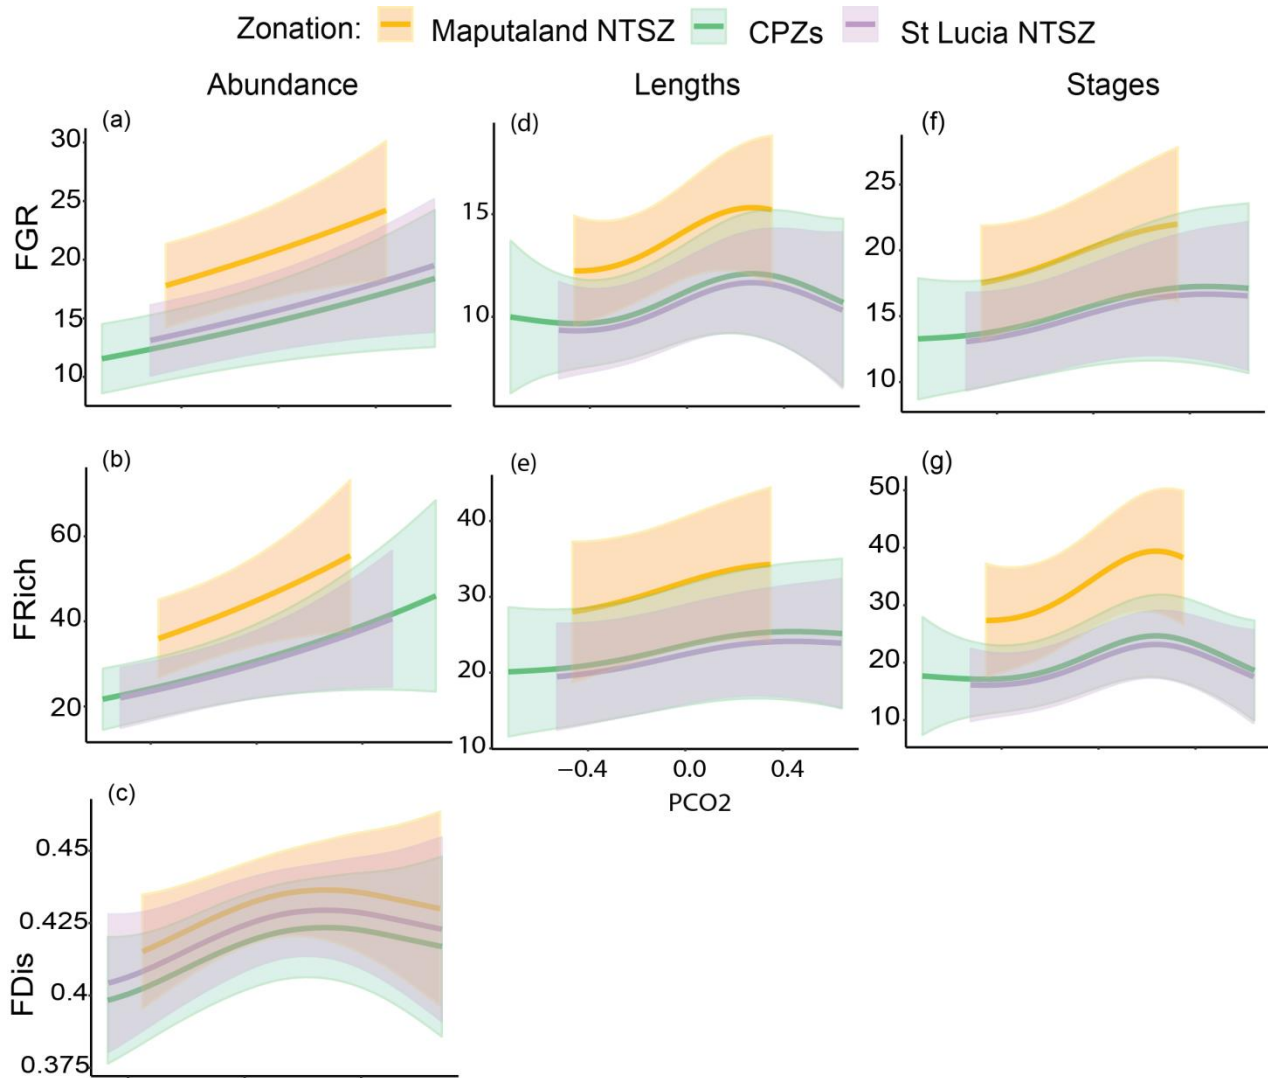 Zonation: Maputaland NTSZ CPZs St Lucia NTSZ
Abundance Lengths Stages
(a) (d) (f)
FGR
30
25
20
15
10
15
10
25
20
15
10
(b) (e) (g)
FRich
60
40
20
40
30
20
10
50
40
30
20
10
−0.4 0.0 0.4
PCO2
(c)
FDis
0.45
0.425
0.4
0.375